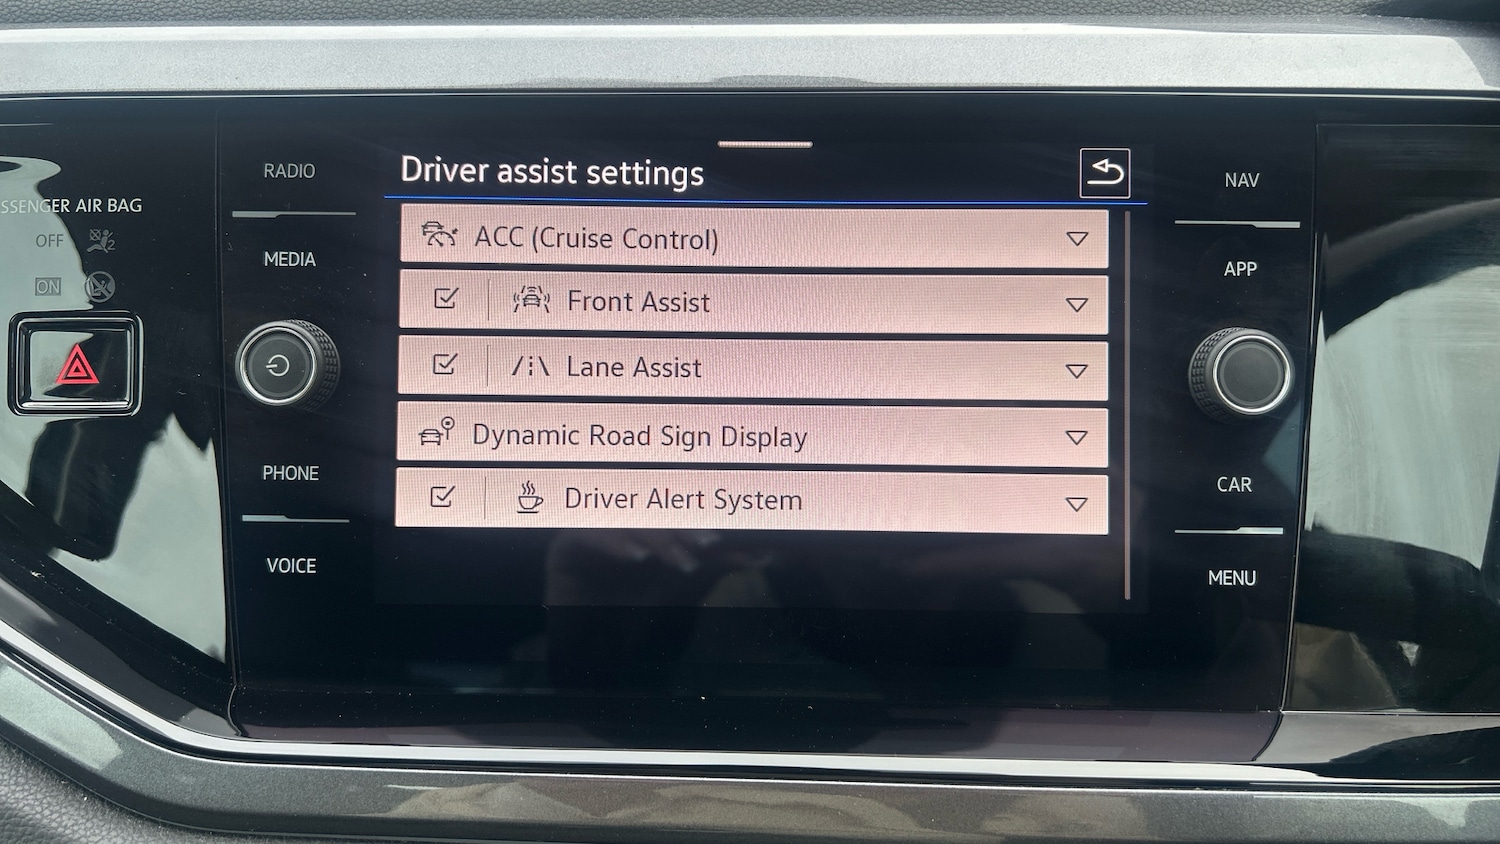 SSENGER AIR BAG
OFF
2
ON
RADIO
MEDIA
PHONE
VOICE
Driver assist settings
ACC (Cruise Control)
Front Assist
Lane Assist
Dynamic Road Sign Display
Driver Alert System
NAV
APP
CAR
MENU